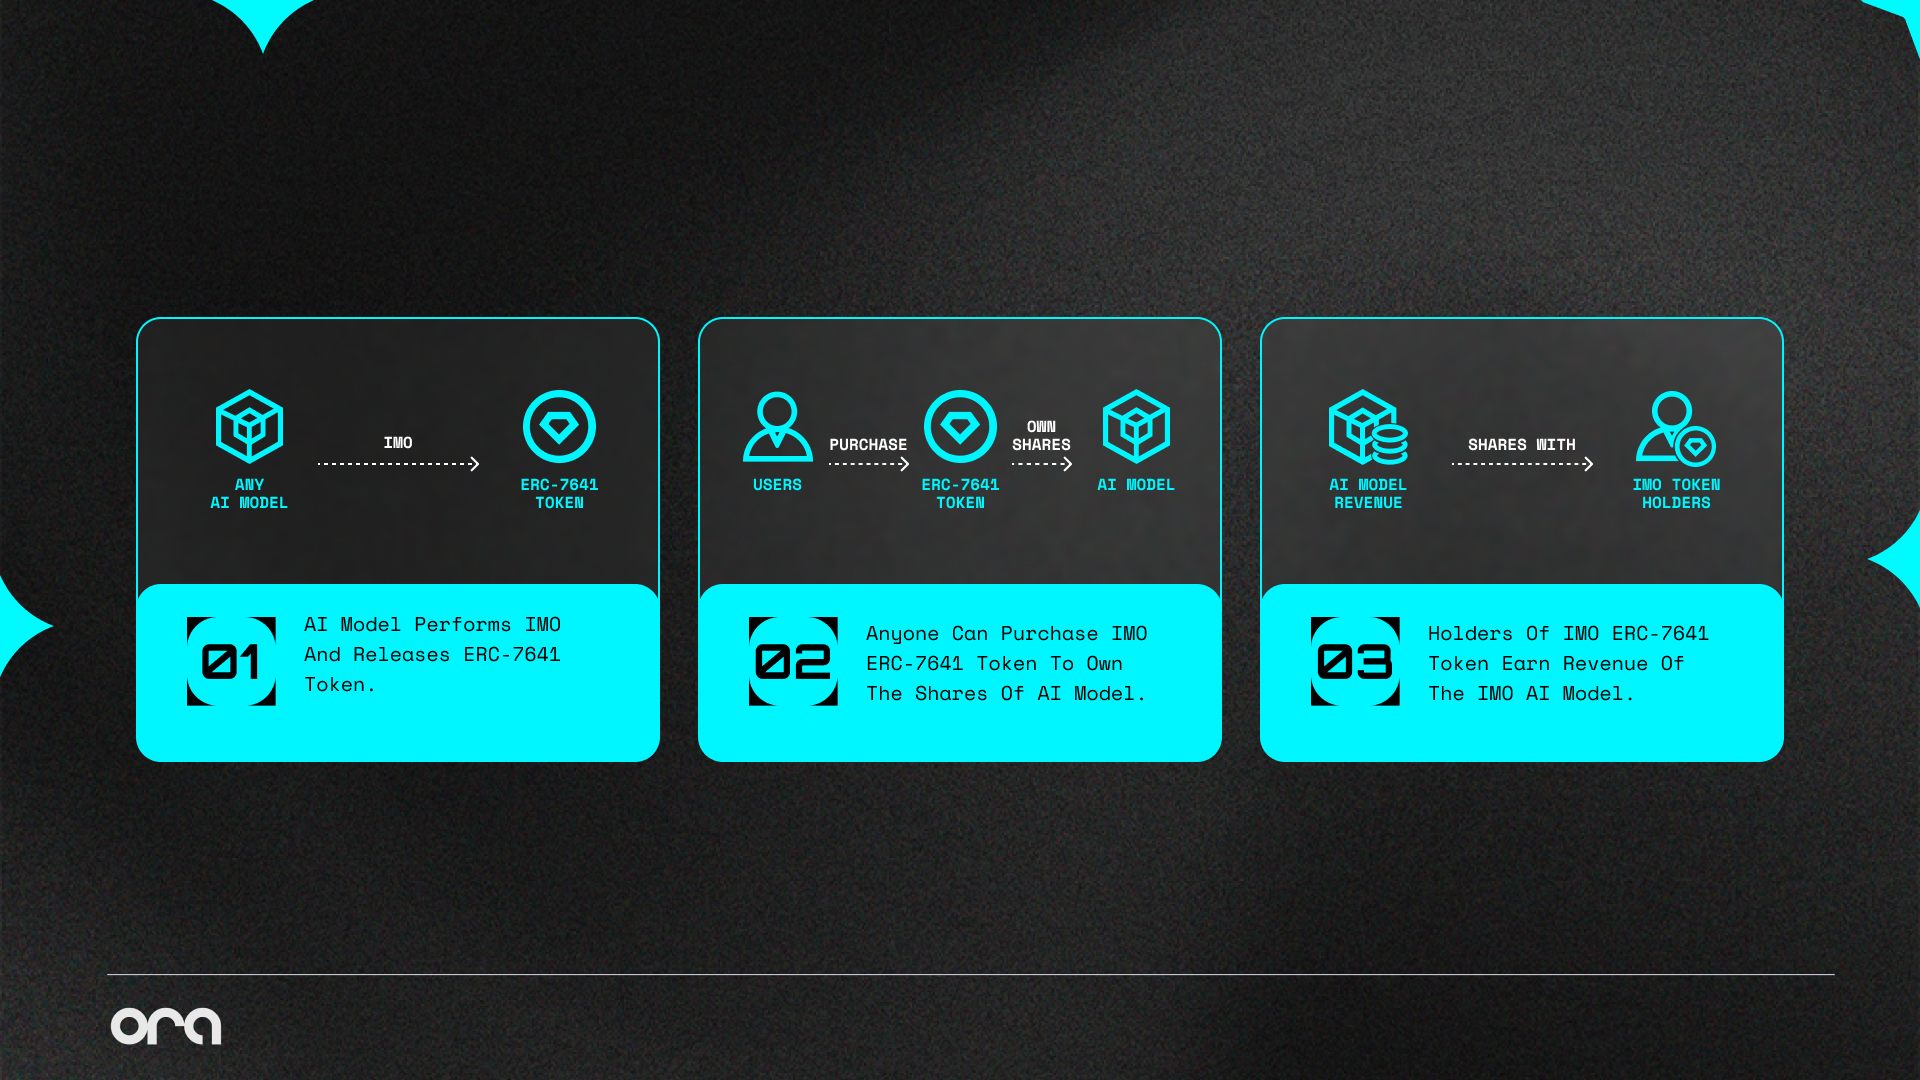 IMO
ANY
AI MODEL
ERC-7641
TOKEN
01
AI Model Performs IMO
And Releases ERC-7641
Token.
USERS
PURCHASE
ERC-7641
TOKEN
OWN
SHARES
AI MODEL
02
Anyone Can Purchase IMO
ERC-7641 Token To Own
The Shares Of AI Model.
AI MODEL
REVENUE
SHARES WITH
IMO TOKEN
HOLDERS
03
Holders Of IMO ERC-7641
Token Earn Revenue Of
The IMO AI Model.
ora